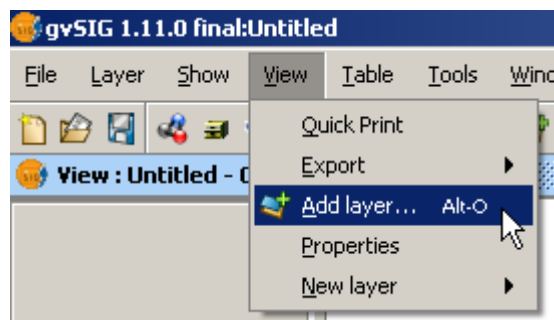 gvSIG 1.11.0 final:Untitled
File Layer Show View Table Tools
Quick Print
View : Untitled -
Export
Add layer... Alt-O
Properties
New layer